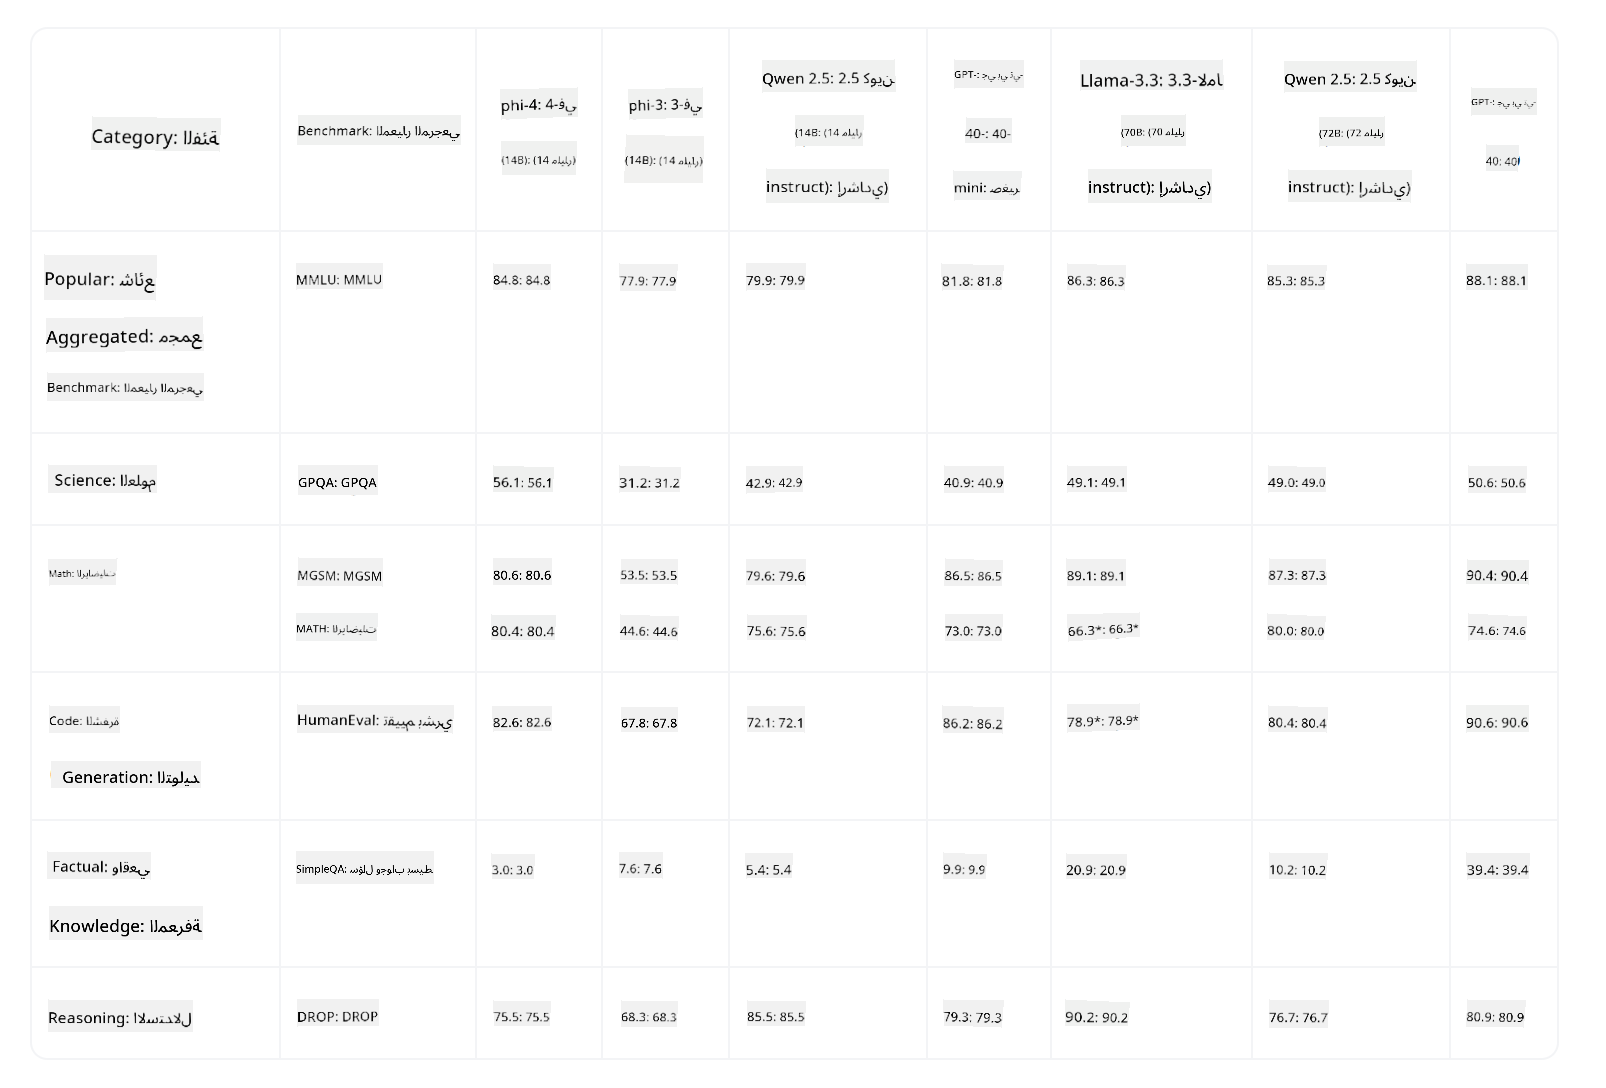 Category: الفئة
Benchmark: المعيار المرجعي
phi-4: 4-في
(14B): (14 مليار)
phi-3: 3-في
(14B): (14 مليار)
Qwen 2.5: 2.5 كوين
(14B: (14 مليار
instruct): إرشادي)
GPT-: جي بي تي-
4o-: 4o-
mini: صغير
Llama-3.3: 3.3-لاما
(70B: (70 مليار
instruct): إرشادي)
Qwen 2.5: 2.5 كوين
(72B: (72 مليار
instruct): إرشادي)
GPT-: جي بي تي-
4o: 4o
Popular: شائع
Aggregated: مجمع
Benchmark: المعيار المرجعي
MMLU: MMLU
84.8: 84.8
77.9: 77.9
79.9: 79.9
81.8: 81.8
86.3: 86.3
85.3: 85.3
88.1: 88.1
Science: العلوم
GPQA: GPQA
56.1: 56.1
31.2: 31.2
42.9: 42.9
40.9: 40.9
49.1: 49.1
49.0: 49.0
50.6: 50.6
Math: الرياضيات
MGSM: MGSM
80.6: 80.6
53.5: 53.5
79.6: 79.6
86.5: 86.5
89.1: 89.1
87.3: 87.3
90.4: 90.4
MATH: الرياضيات
80.4: 80.4
44.6: 44.6
75.6: 75.6
73.0: 73.0
66.3*: 66.3*
80.0: 80.0
74.6: 74.6
Code: الشفرة
Generation: التوليد
HumanEval: تقييم بشري
82.6: 82.6
67.8: 67.8
72.1: 72.1
86.2: 86.2
78.9*: 78.9*
80.4: 80.4
90.6: 90.6
Factual: واقعي
Knowledge: المعرفة
SimpleQA: سؤال وجواب بسيط
3.0: 3.0
7.6: 7.6
5.4: 5.4
9.9: 9.9
20.9: 20.9
10.2: 10.2
39.4: 39.4
Reasoning: الاستدلال
DROP: DROP
75.5: 75.5
68.3: 68.3
85.5: 85.5
79.3: 79.3
90.2: 90.2
76.7: 76.7
80.9: 80.9